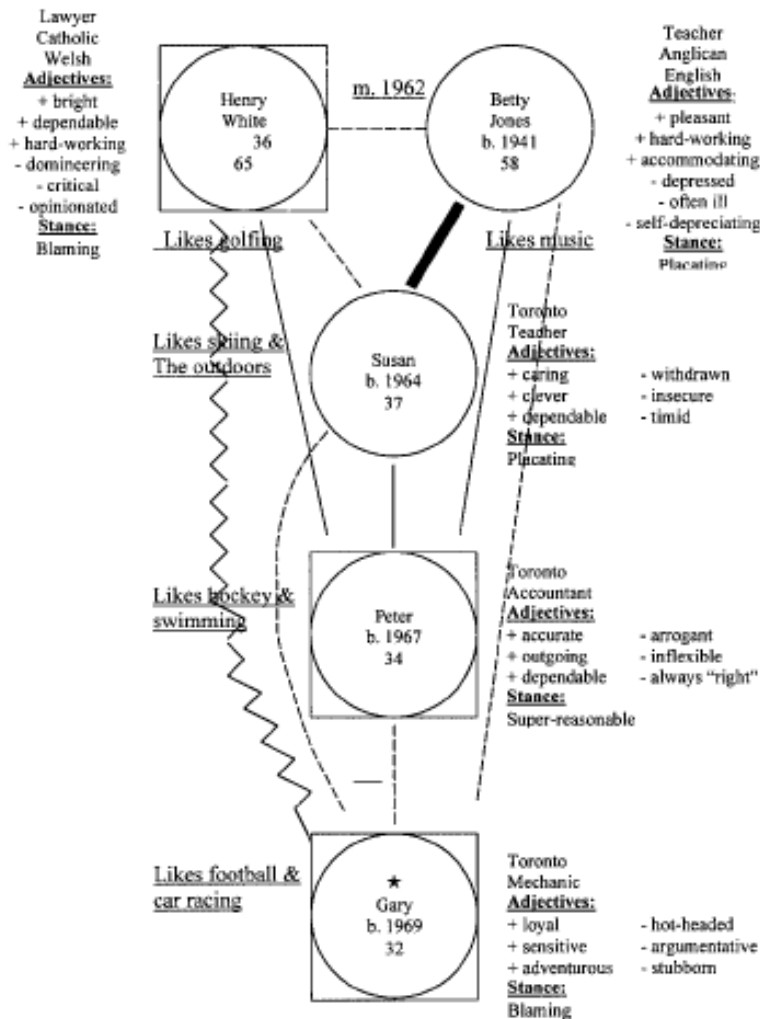 Lawyer
Catholic
Welsh
Adjectives:
+ bright
+ dependable
+ hard-working
- domineering
- critical
- opinionated
Stance:
Blaming
Henry
White
36
65
m. 1962
Betty
Jones
b. 1941
58
Teacher
Anglican
English
Adjectives:
+ pleasant
+ hard-working
+ accommodating
- depressed
- often ill
- self-depreciating
Stance:
Placating
Likes golfing
Likes music
Likes skiing &
The outdoors
Susan
b. 1964
37
Toronto
Teacher
Adjectives:
+ caring - withdrawn
+ clever - insecure
+ dependable - timid
Stance:
Placating
Likes hockey &
swimming
Peter
b. 1967
34
Toronto
Accountant
Adjectives:
+ accurate - arrogant
+ outgoing - inflexible
+ dependable - always "right"
Stance:
Super-reasonable
Likes football &
car racing
Gary
b. 1969
32
Toronto
Mechanic
Adjectives:
+ loyal - hot-headed
+ sensitive - argumentative
+ adventurous - stubborn
Stance:
Blaming